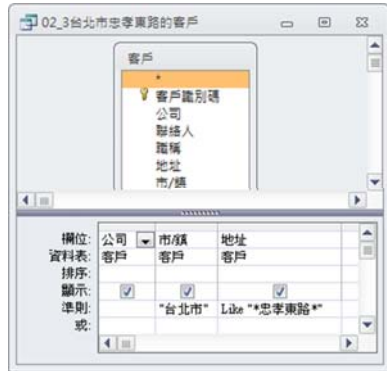 02_3台北市忠孝東路的客戶
客戶
*
客戶識別碼
公司
聯絡人
職稱
地址
市/鎮
欄位: 公司 市/鎮 地址
資料表: 客戶 客戶 客戶
排序:
顯示:
準則: "台北市" Like "*忠孝東路*"
或: